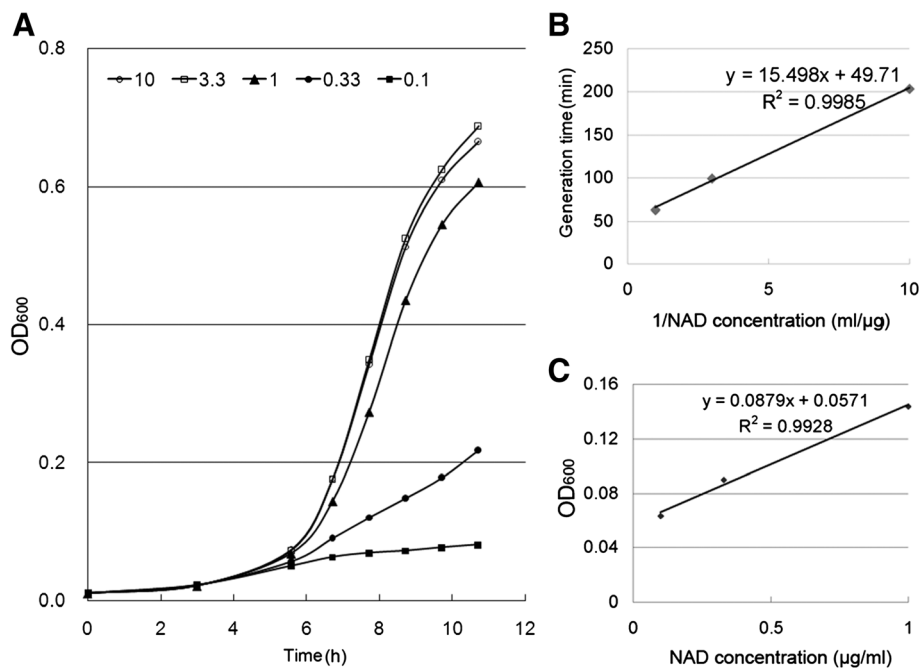 A
0.8
10 3.3 1 0.33 0.1
0.6
0.4
0.2
0.0
OD600
0 2 4 6 8 10 12
Time(h)
B
250
200
150
100
50
0
Generation time(min)
y = 15.498x + 49.71
R2 = 0.9985
0 5 10
1/NAD concentration (ml/µg)
C
0.16
0.12
0.08
0.04
0
OD600
y = 0.0879x + 0.0571
R2 = 0.9928
0 0.5 1
NAD concentration (µg/ml)